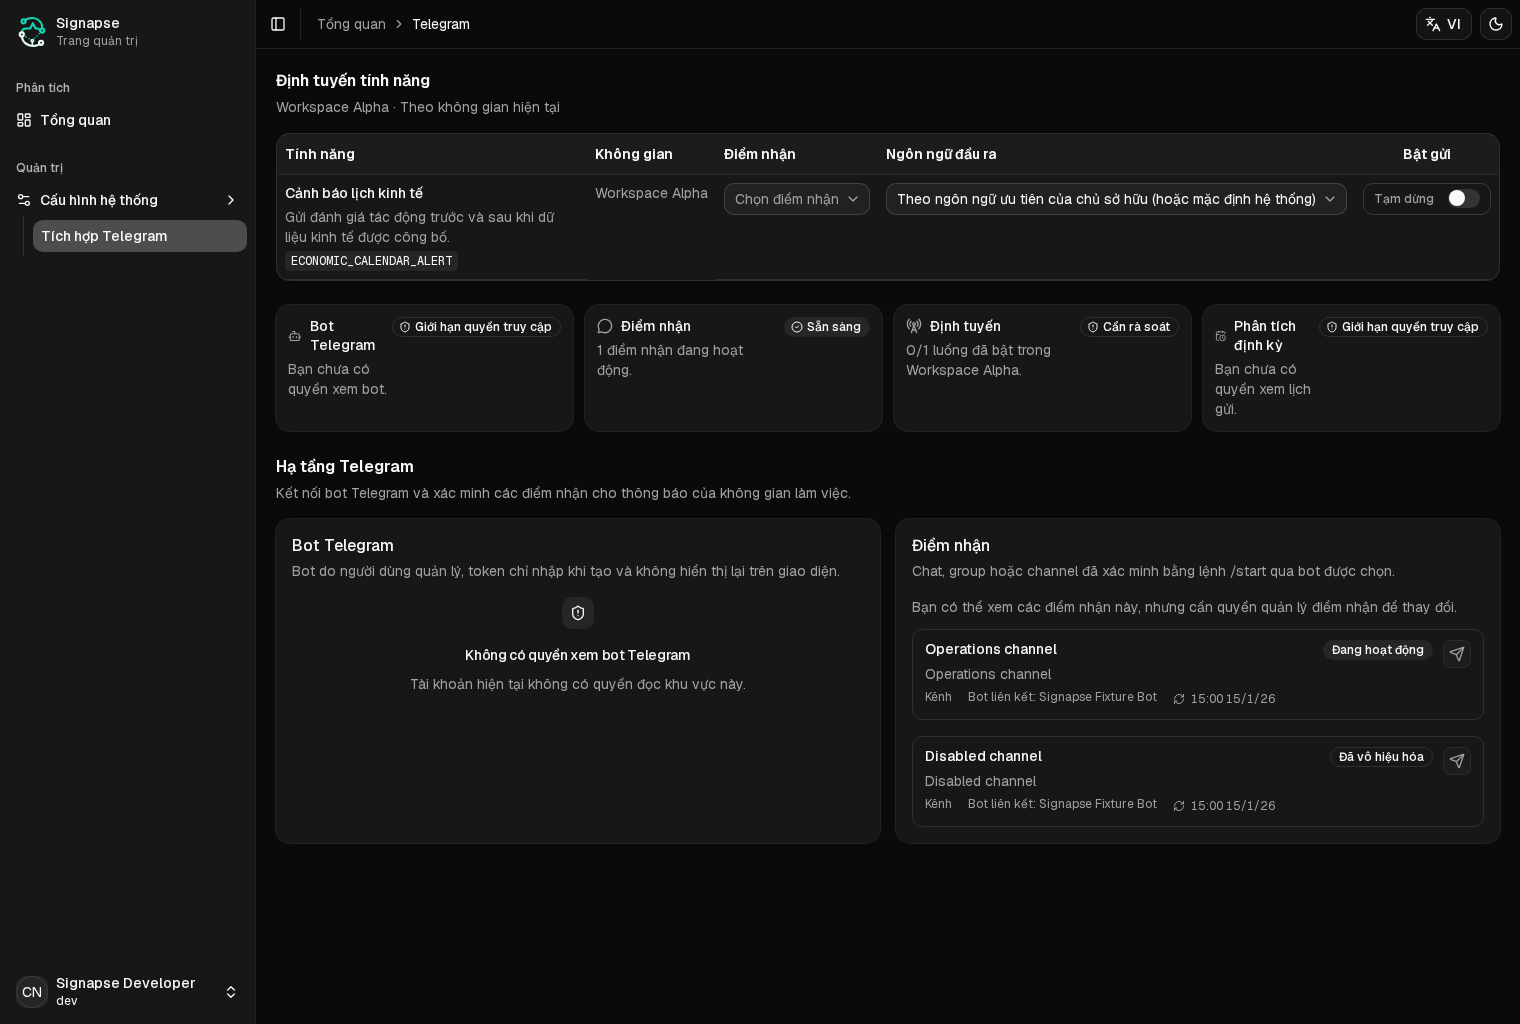 Signapse
Trang quản trị
Phân tích
Tổng quan
Quản trị
Cấu hình hệ thống
Tích hợp Telegram
CN
Signapse Developer
dev
Tổng quan
Telegram
VI
Định tuyến tính năng
Workspace Alpha · Theo không gian hiện tại
Tính năng
Không gian
Điểm nhận
Ngôn ngữ đầu ra
Bật gửi
Cảnh báo lịch kinh tế
Gửi đánh giá tác động trước và sau khi dữ
liệu kinh tế được công bố.
ECONOMIC_CALENDAR_ALERT
Workspace Alpha
Chọn điểm nhận
Theo ngôn ngữ ưu tiên của chủ sở hữu (hoặc mặc định hệ thống)
Tạm dừng
Bot
Telegram
Giới hạn quyền truy cập
Bạn chưa có
quyền xem bot.
Điểm nhận
Sẵn sàng
1 điểm nhận đang hoạt
động.
Định tuyến
Cần rà soát
0/1 luồng đã bật trong
Workspace Alpha.
Phân tích
định kỳ
Giới hạn quyền truy cập
Bạn chưa có
quyền xem lịch
gửi.
Hạ tầng Telegram
Kết nối bot Telegram và xác minh các điểm nhận cho thông báo của không gian làm việc.
Bot Telegram
Bot do người dùng quản lý, token chỉ nhập khi tạo và không hiển thị lại trên giao diện.
Không có quyền xem bot Telegram
Tài khoản hiện tại không có quyền đọc khu vực này.
Điểm nhận
Chat, group hoặc channel đã xác minh bằng lệnh /start qua bot được chọn.
Bạn có thể xem các điểm nhận này, nhưng cần quyền quản lý điểm nhận để thay đổi.
Operations channel
Đang hoạt động
Operations channel
Kênh
Bot liên kết: Signapse Fixture Bot
15:00 15/1/26
Disabled channel
Đã vô hiệu hóa
Disabled channel
Kênh
Bot liên kết: Signapse Fixture Bot
15:00 15/1/26